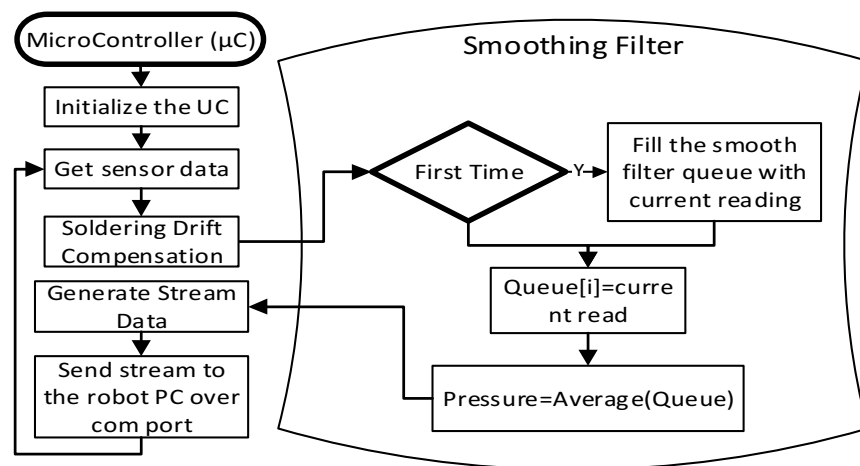 MicroController (µC)
Initialize the UC
Get sensor data
Soldering Drift
Compensation
Generate Stream
Data
Send stream to
the robot PC over
com port
Smoothing Filter
First Time
Y
Fill the smooth
filter queue with
current reading
Queue[i]=curre
nt read
Pressure=Average(Queue)